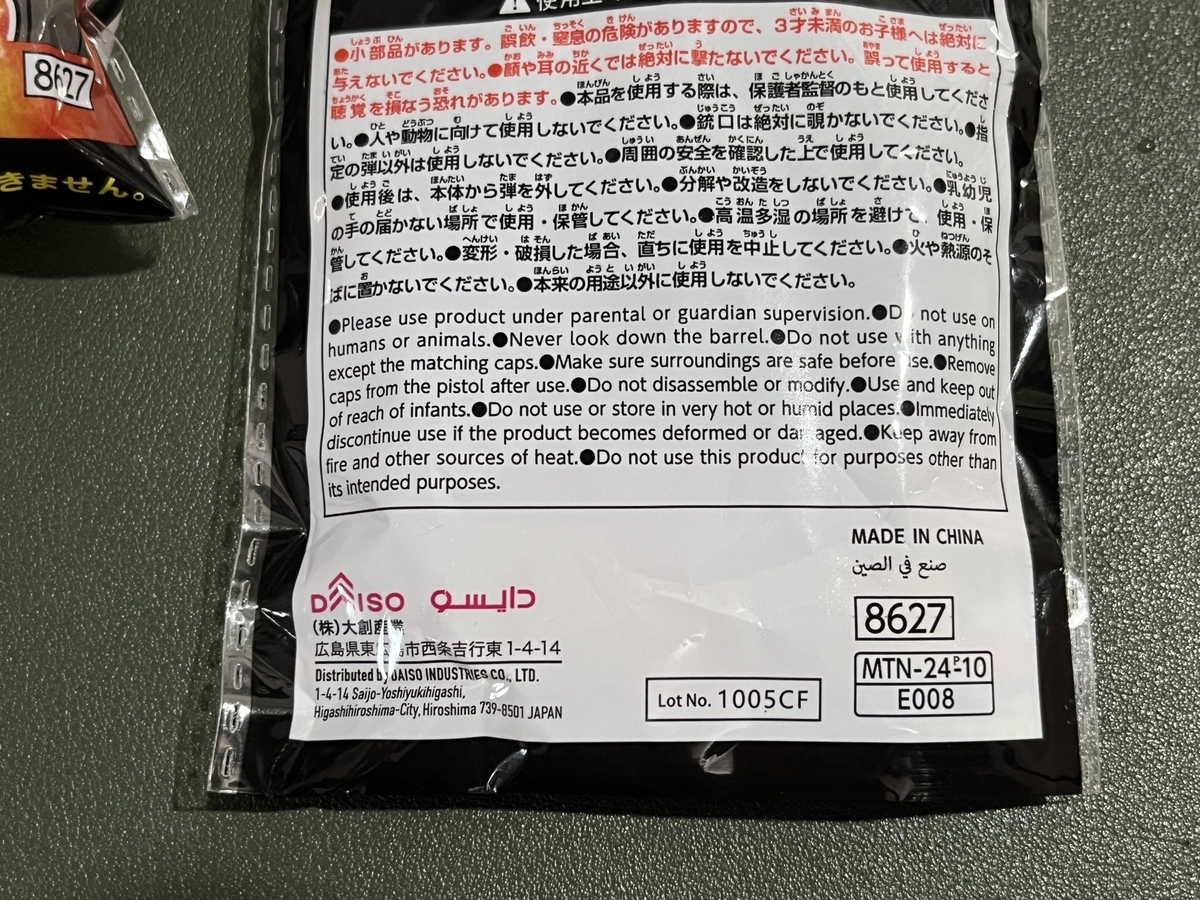 8627
きません。
使用上
●小部品があります。誤飲・窒息の危険がありますので、3才未満のお子様へは絶対に
与えないでください。●顔や耳の近くでは絶対に撃たないでください。誤って使用すると
聴覚を損なう恐れがあります。●本品を使用する際は、保護者監督のもと使用してくださ
い。●人や動物に向けて使用しないでください。●銃口は絶対に覗かないでください。●指
定の弾以外は使用しないでください。●周囲の安全を確認した上で使用してください。
●使用後は、本体から弾を外してください。●分解や改造をしないでください。●乳幼児
の手の届かない場所で使用・保管してください。●高温多湿の場所を避けて、使用・保
管してください。●変形・破損した場合、直ちに使用を中止してください。●火や熱源のそ
ばに置かないでください。●本来の用途以外に使用しないでください。
●Please use product under parental or guardian supervision.●Do not use on
humans or animals.●Never look down the barrel.●Do not use with anything
except the matching caps.●Make sure surroundings are safe before use.●Remove
caps from the pistol after use.●Do not disassemble or modify.●Use and keep out
of reach of infants.●Do not use or store in very hot or humid places.●Immediately
discontinue use if the product becomes deformed or damaged.●Keep away from
fire and other sources of heat.●Do not use this product for purposes other than
its intended purposes.
MADE IN CHINA
صنع في الصين
DAISO دايسو
(株)大創産業
広島県東広島市西条吉行東 1-4-14
Distributed by DAISO INDUSTRIES CO., LTD.
1-4-14 Saijo-Yoshiyukihigashi,
Higashihiroshima-City, Hiroshima 739-8501 JAPAN
Lot No. 1005CF
8627
MTN-24-P-10
E008